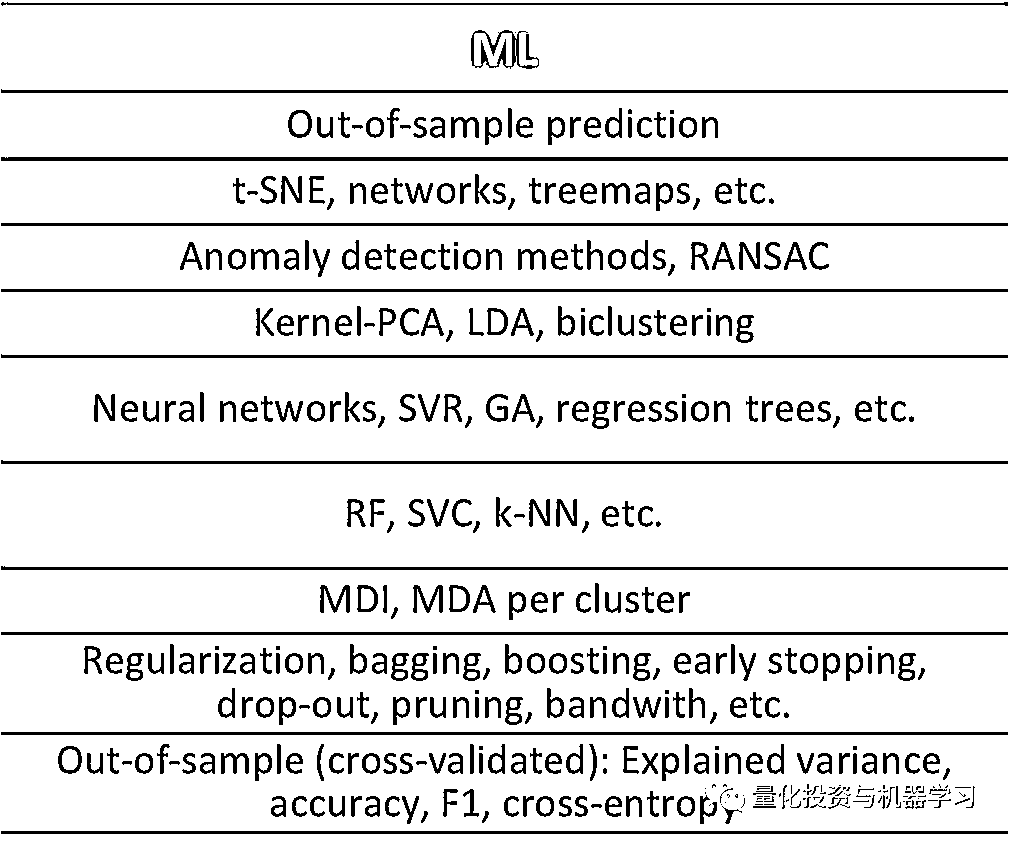 ML
Out-of-sample prediction
t-SNE, networks, treemaps, etc.
Anomaly detection methods, RANSAC
Kernel-PCA, LDA, biclustering
Neural networks, SVR, GA, regression trees, etc.
RF, SVC, k-NN, etc.
MDI, MDA per cluster
Regularization, bagging, boosting, early stopping,
drop-out, pruning, bandwith, etc.
Out-of-sample (cross-validated): Explained variance,
accuracy, F1, cross-entropy
量化投资与机器学习